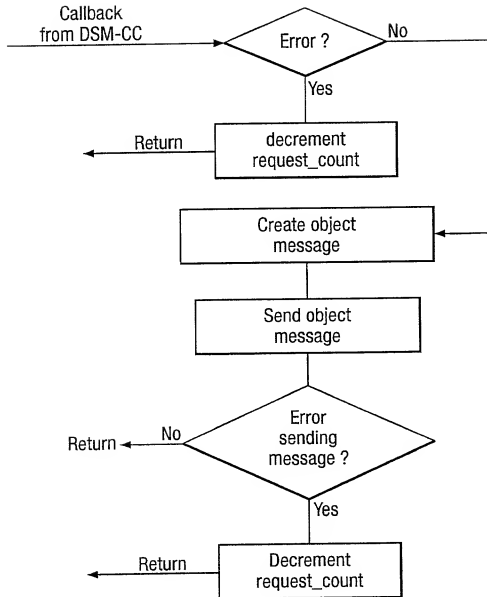 Callback
from DSM-CC
Error ?
No
Yes
Return
decrement
request_count
Create object
message
Send object
message
Error
sending
message ?
No
Return
Yes
Return
Decrement
request_count